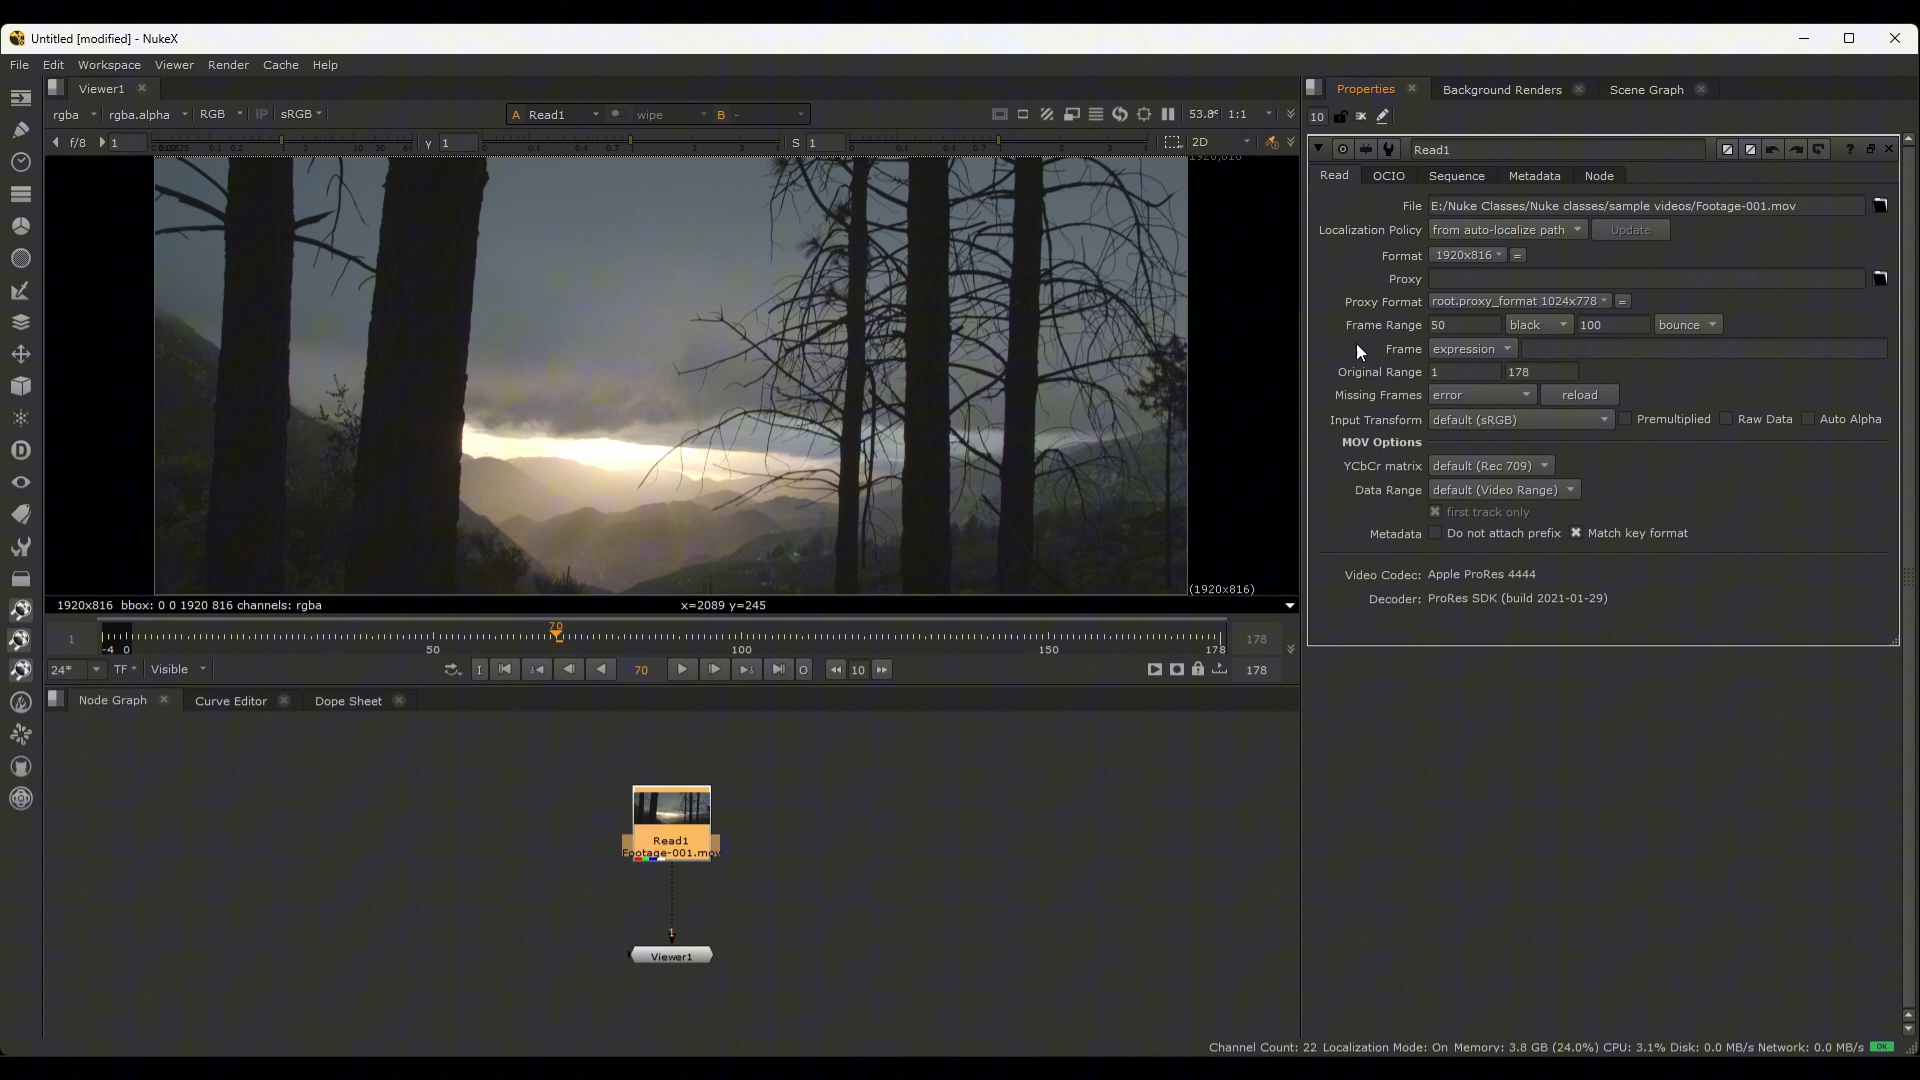 Untitled [modified] - NukeX
File Edit Workspace Viewer Render Cache Help
Viewer1
rgba rgba.alpha RGB IP sRGB A Read1 wipe B - 53.8% 1:1
f/8 1 γ 1 S 1 2D
(1920x816)
1920x816 bbox: 0 0 1920 816 channels: rgba x=2089 y=245
70
1 178
-4 0 50 100 150 178
24* TF Visible I 70 O 10 178
Node Graph Curve Editor Dope Sheet
Read1
Footage-001.mov
1
Viewer1
Properties Background Renders Scene Graph
10
Read1 ?
Read OCIO Sequence Metadata Node
File E:/Nuke Classes/Nuke classes/sample videos/Footage-001.mov
Localization Policy from auto-localize path Update
Format 1920x816 =
Proxy
Proxy Format root.proxy_format 1024x778 =
Frame Range 50 black 100 bounce
Frame expression
Original Range 1 178
Missing Frames error reload
Input Transform default (sRGB) Premultiplied Raw Data Auto Alpha
MOV Options
YCbCr matrix default (Rec 709)
Data Range default (Video Range)
first track only
Metadata Do not attach prefix Match key format
Video Codec: Apple ProRes 4444
Decoder: ProRes SDK (build 2021-01-29)
Channel Count: 22 Localization Mode: On Memory: 3.8 GB (24.0%) CPU: 3.1% Disk: 0.0 MB/s Network: 0.0 MB/s OK